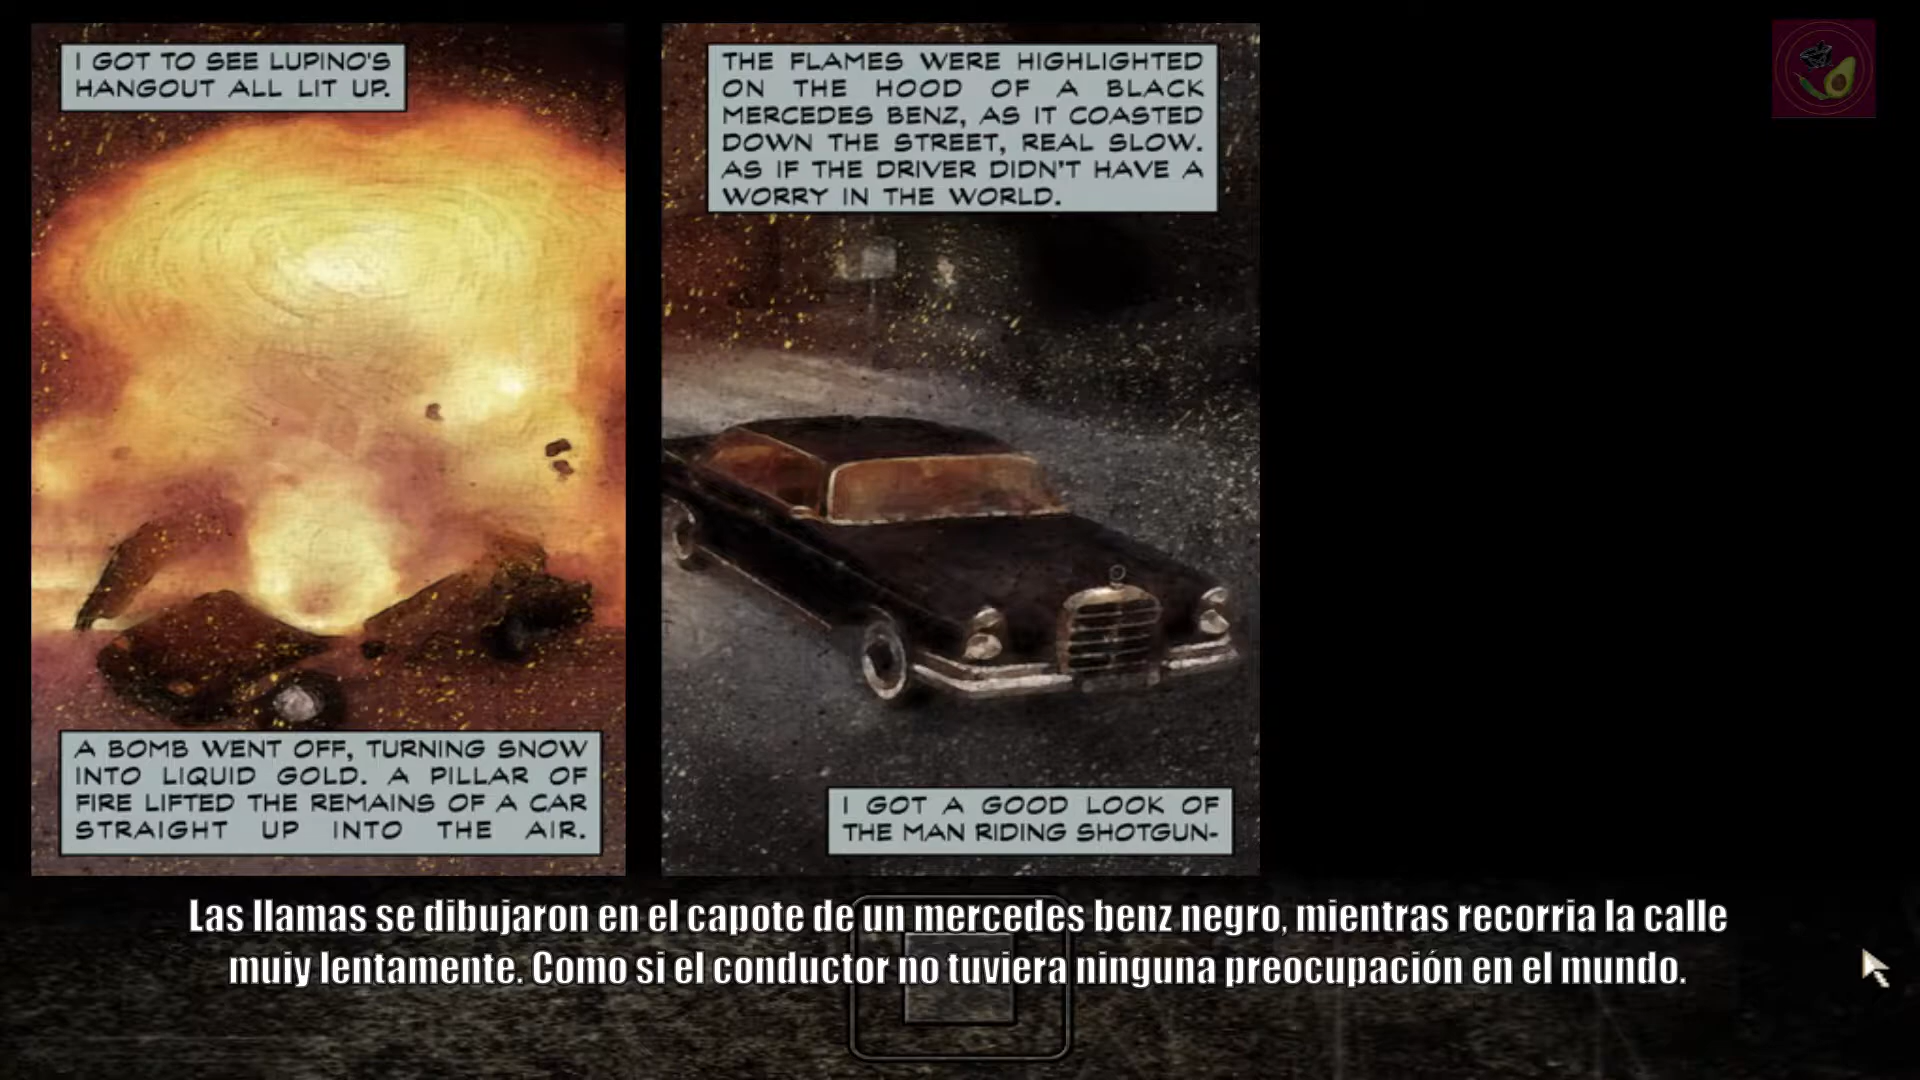 I GOT TO SEE LUPINO'S
HANGOUT ALL LIT UP.
A BOMB WENT OFF, TURNING SNOW
INTO LIQUID GOLD. A PILLAR OF
FIRE LIFTED THE REMAINS OF A CAR
STRAIGHT UP INTO THE AIR.
THE FLAMES WERE HIGHLIGHTED
ON THE HOOD OF A BLACK
MERCEDES BENZ, AS IT COASTED
DOWN THE STREET, REAL SLOW.
AS IF THE DRIVER DIDN'T HAVE A
WORRY IN THE WORLD.
I GOT A GOOD LOOK OF
THE MAN RIDING SHOTGUN-
Las llamas se dibujaron en el capote de un mercedes benz negro, mientras recorria la calle
muiy lentamente. Como si el conductor no tuviera ninguna preocupación en el mundo.